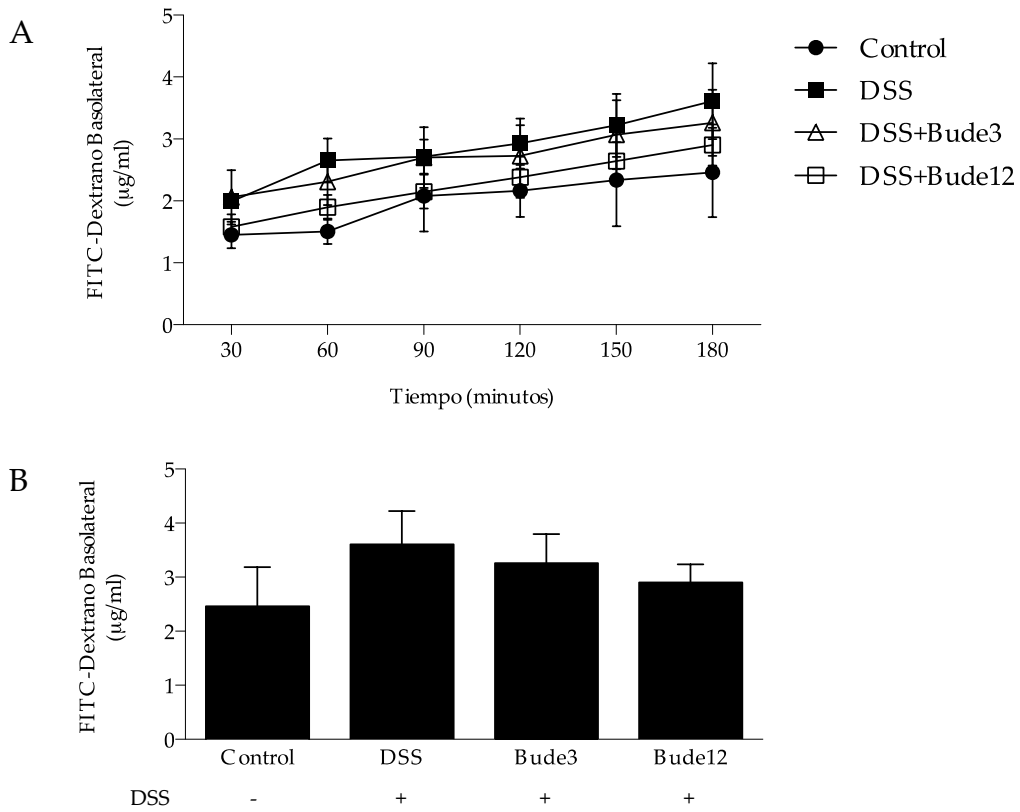 A
FITC-Dextrano Basolateral
(µg/ml)
5
4
3
2
1
0
30 60 90 120 150 180
Tiempo (minutos)
Control
DSS
DSS+Bude3
DSS+Bude12
B
FITC-Dextrano Basolateral
(µg/ml)
5
4
3
2
1
0
Control DSS Bude3 Bude12
DSS - + + +